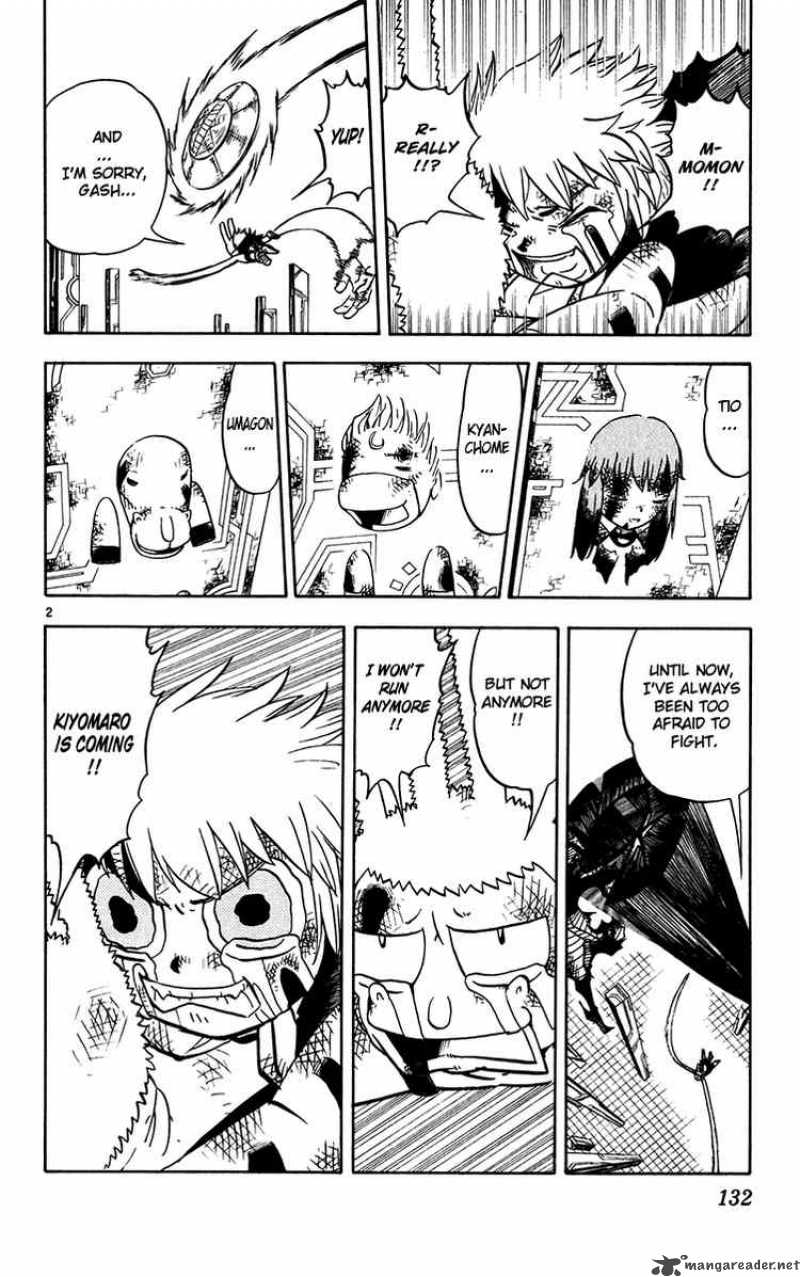 M-
MOMON
!!
R-
REALLY
!!?
YUP!
AND
...
I'M SORRY,
GASH...
TIO
...
KYAN-
CHOME
...
UMAGON
...
2
UNTIL NOW,
I'VE ALWAYS
BEEN TOO
AFRAID TO
FIGHT.
BUT NOT
ANYMORE
!!
I WON'T
RUN
ANYMORE
!!
KIYOMARO
IS COMING
!!
132
mangareader.net